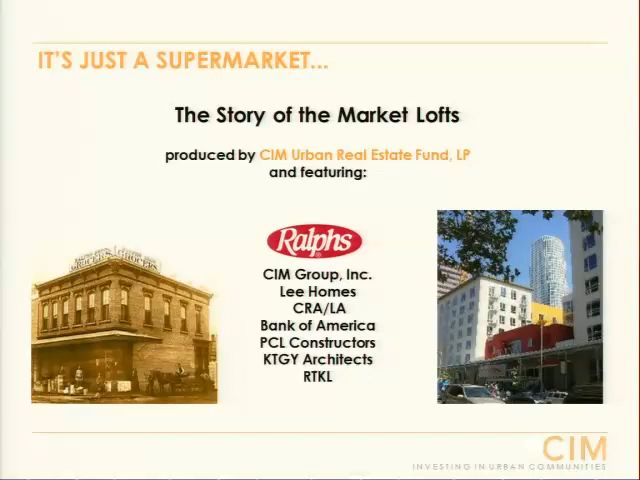 IT'S JUST A SUPERMARKET...
The Story of the Market Lofts
produced by CIM Urban Real Estate Fund, LP
and featuring:
Ralphs
CIM Group, Inc.
Lee Homes
CRA/LA
Bank of America
PCL Constructors
KTGY Architects
RTKL
CIM
INVESTING IN URBAN COMMUNITIES